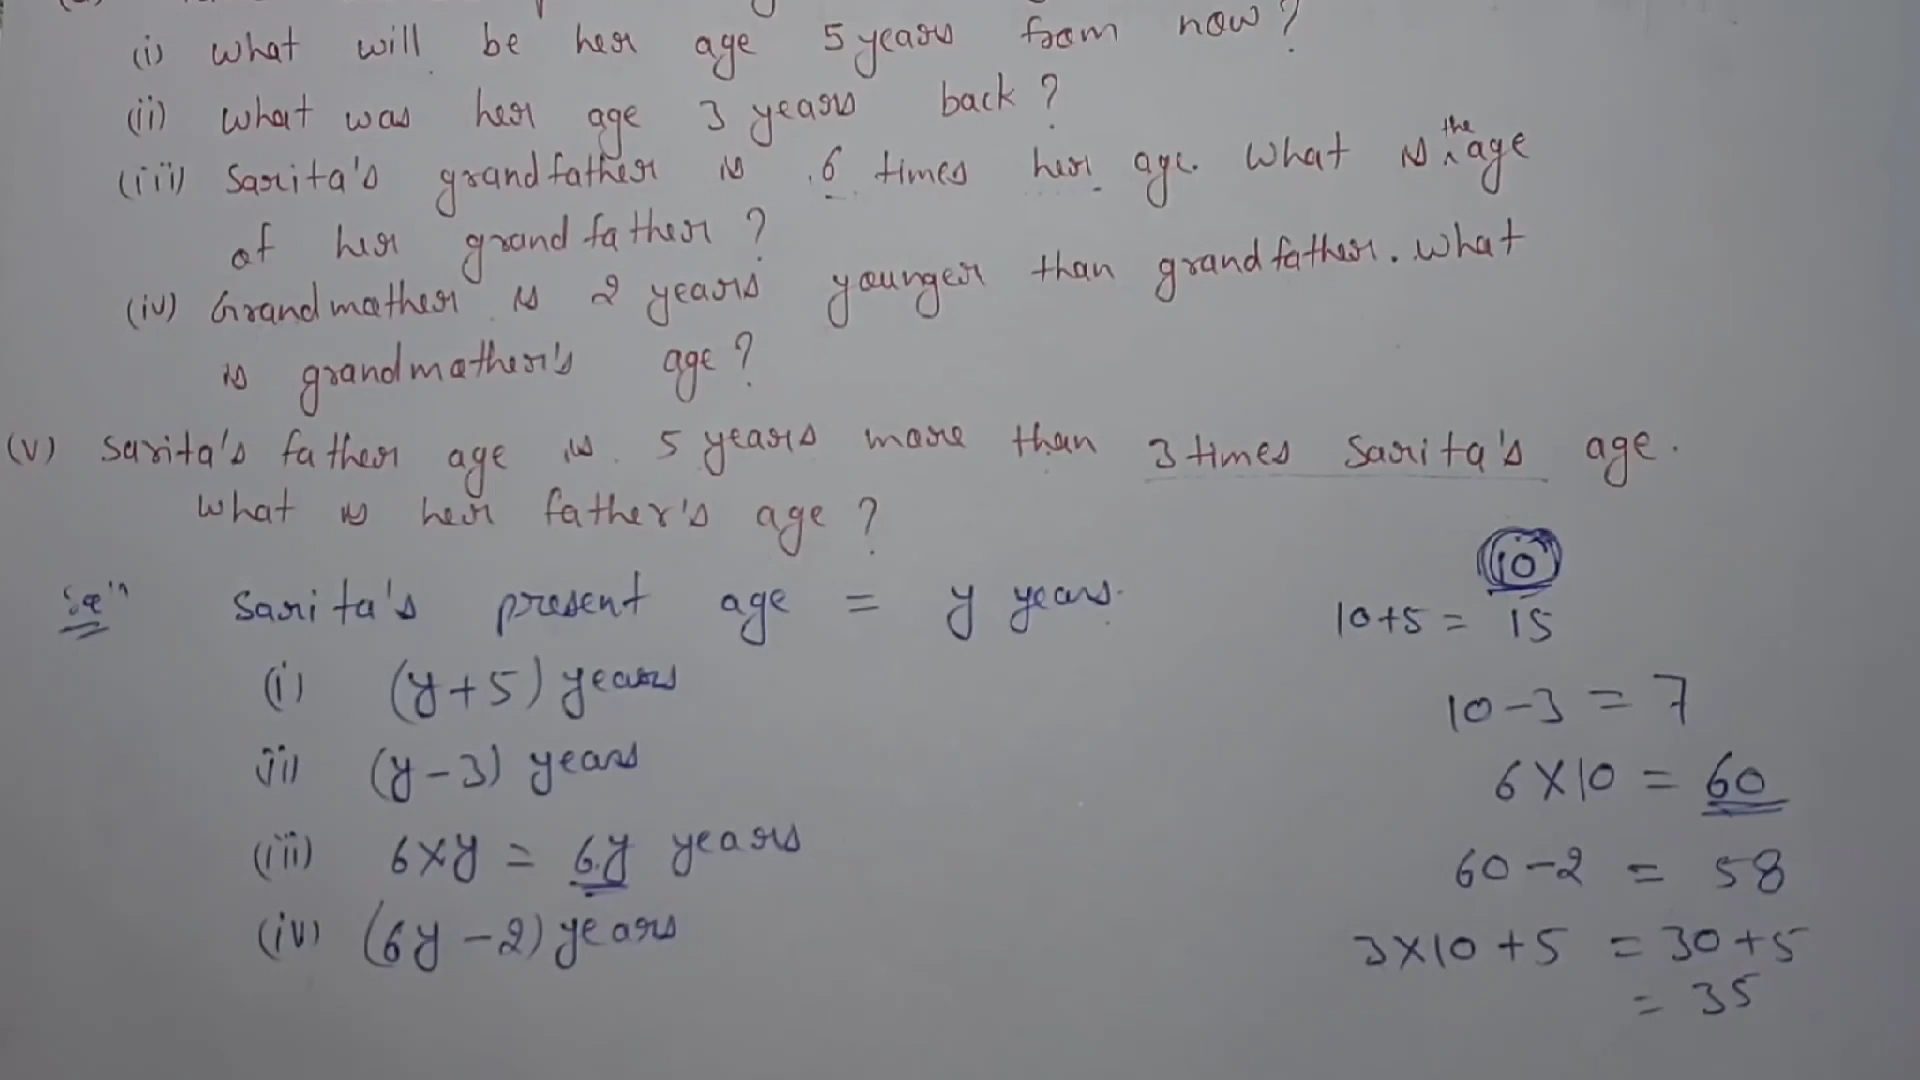 (i) what will be her age 5 years from now?
(ii) what was her age 3 years back?
(iii) Sarita's grandfather is 6 times her age. What is the age
of her grandfather?
(iv) Grandmother is 2 years younger than grandfather. What
is grandmother's age?
(v) Sarita's father age is 5 years more than 3 times Sarita's age.
What is her father's age?
Sol'n Sarita's present age = y years.
(i) (y+5) years
(ii) (y-3) years
(iii) 6×y = 6y years
(iv) (6y-2) years
10
10+5 = 15
10-3 = 7
6×10 = 60
60-2 = 58
3×10+5 = 30+5
= 35